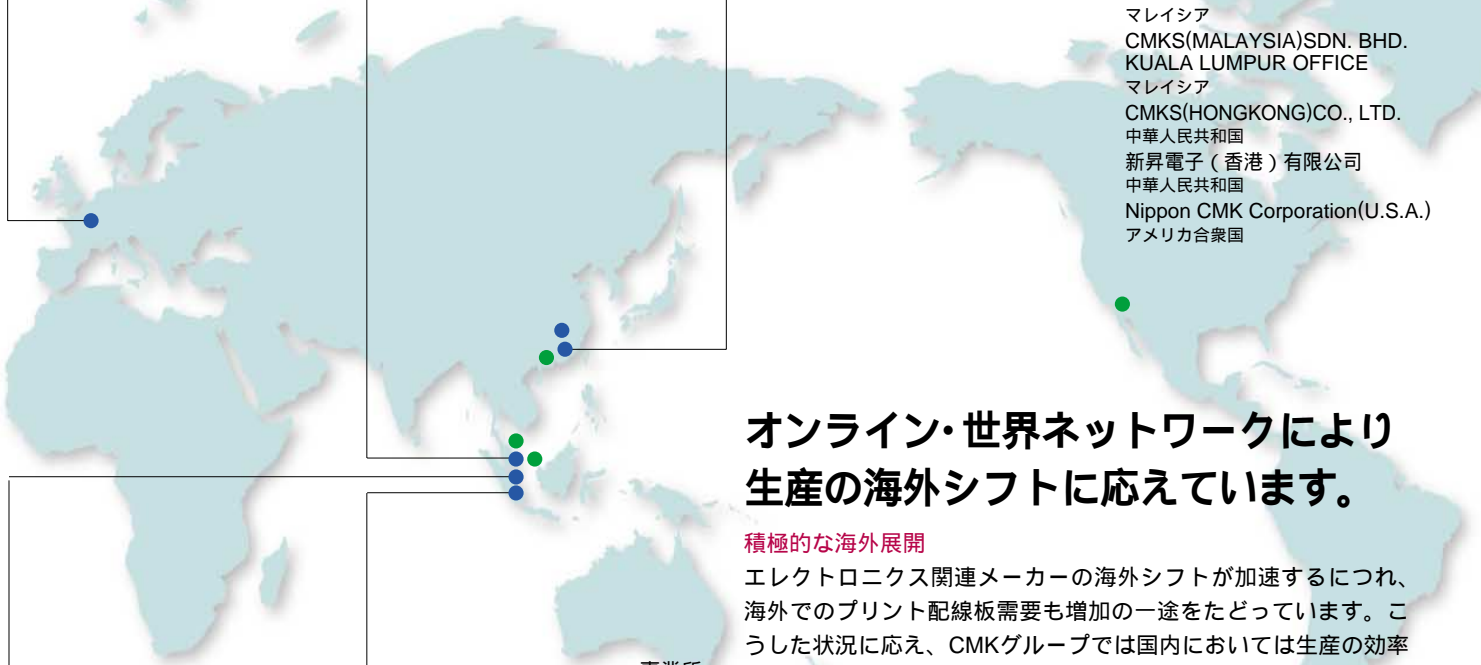 マレイシア
CMKS(MALAYSIA)SDN. BHD.
KUALA LUMPUR OFFICE
マレイシア
CMKS(HONGKONG)CO., LTD.
中華人民共和国
新昇電子（香港）有限公司
中華人民共和国
Nippon CMK Corporation(U.S.A.)
アメリカ合衆国
オンライン・世界ネットワークにより
生産の海外シフトに応えています。
積極的な海外展開
エレクトロニクス関連メーカーの海外シフトが加速するにつれ、
海外でのプリント配線板需要も増加の一途をたどっています。こ
うした状況に応え、CMKグループでは国内においては生産の効率